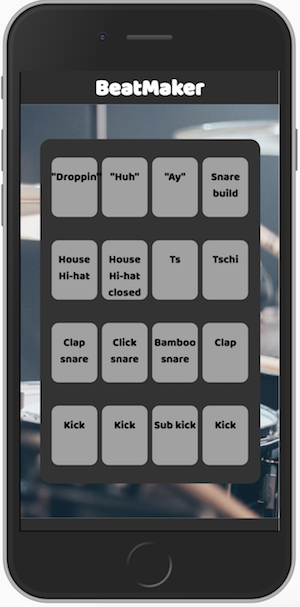 BeatMaker
"Droppin'"
"Huh"
"Ay"
Snare
build
House
Hi-hat
House
Hi-hat
closed
Ts
Tschi
Clap
snare
Click
snare
Bamboo
snare
Clap
Kick
Kick
Sub kick
Kick